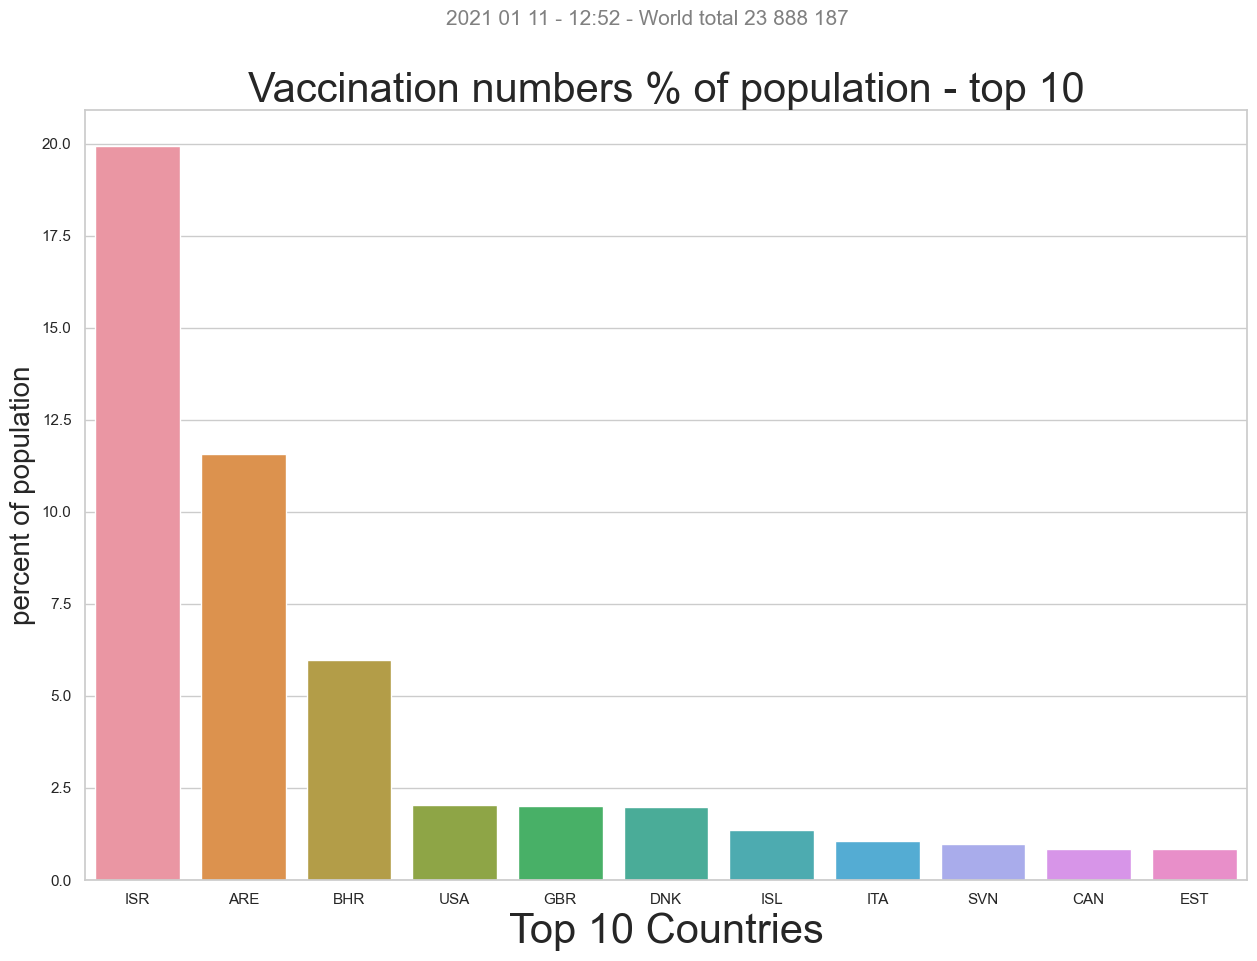 2021 01 11 - 12:52 - World total 23 888 187
Vaccination numbers % of population - top 10
percent of population
20.0
17.5
15.0
12.5
10.0
7.5
5.0
2.5
0.0
ISR ARE BHR USA GBR DNK ISL ITA SVN CAN EST
Top 10 Countries